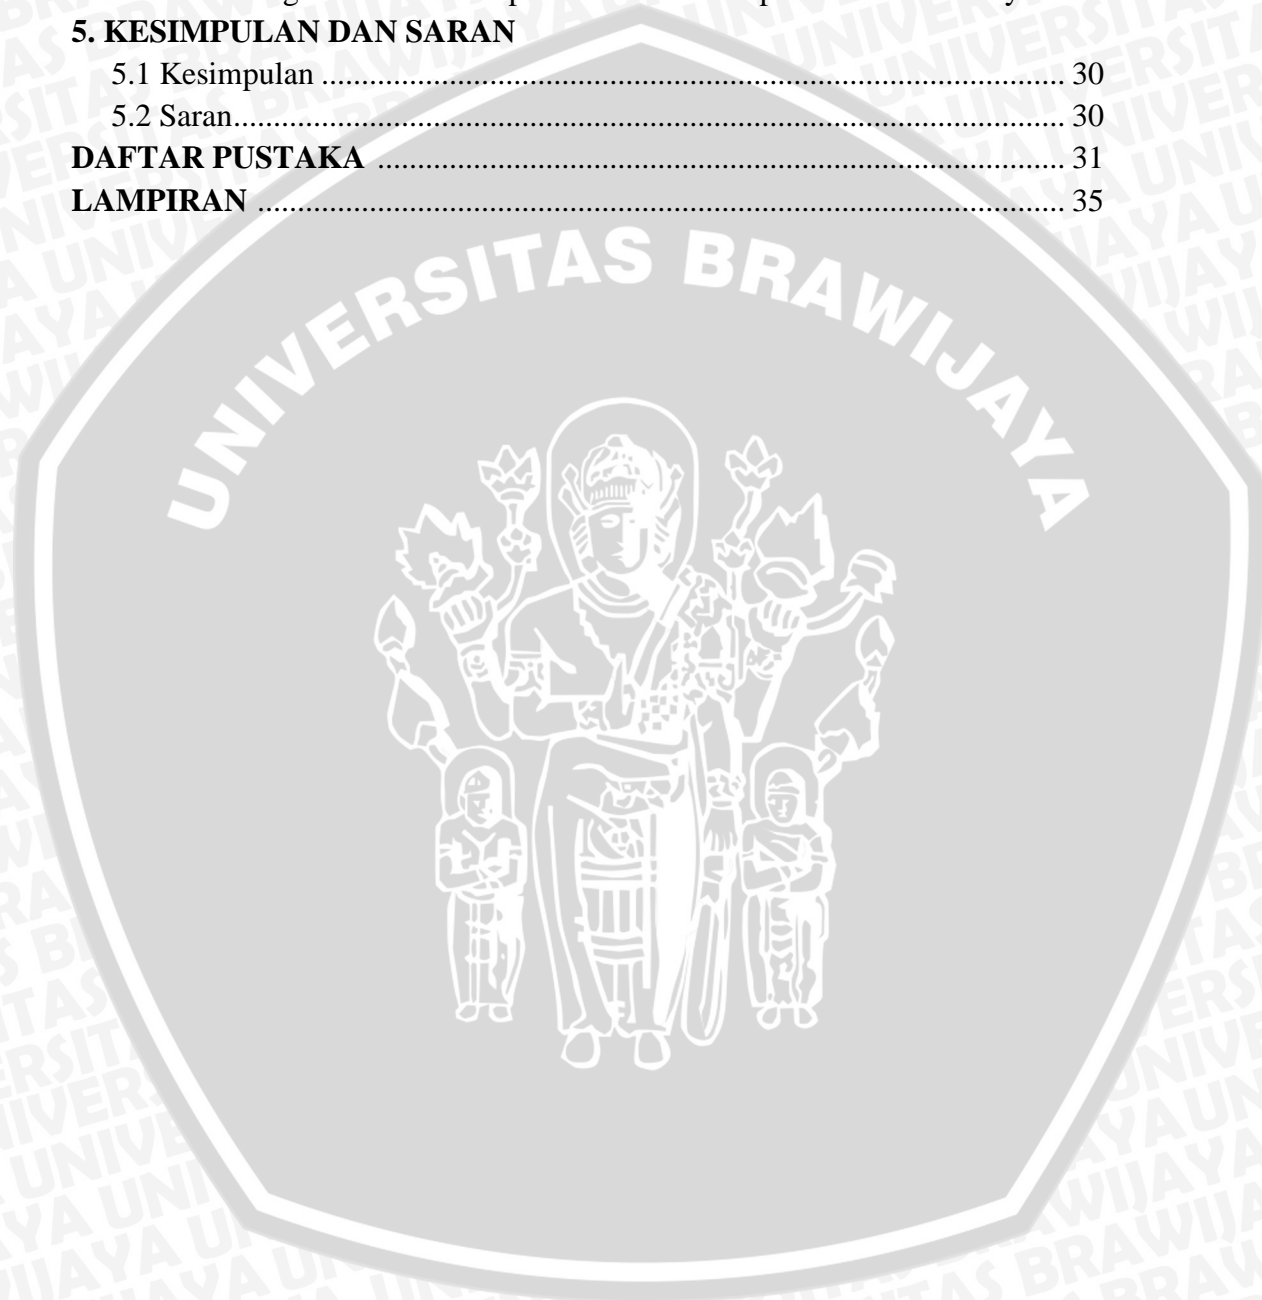 5. KESIMPULAN DAN SARAN
5.1 Kesimpulan ............................................................................................... 30
5.2 Saran.......................................................................................................... 30
DAFTAR PUSTAKA ........................................................................................ 31
LAMPIRAN ....................................................................................................... 35
UNIVERSITAS BRAWIJAYA